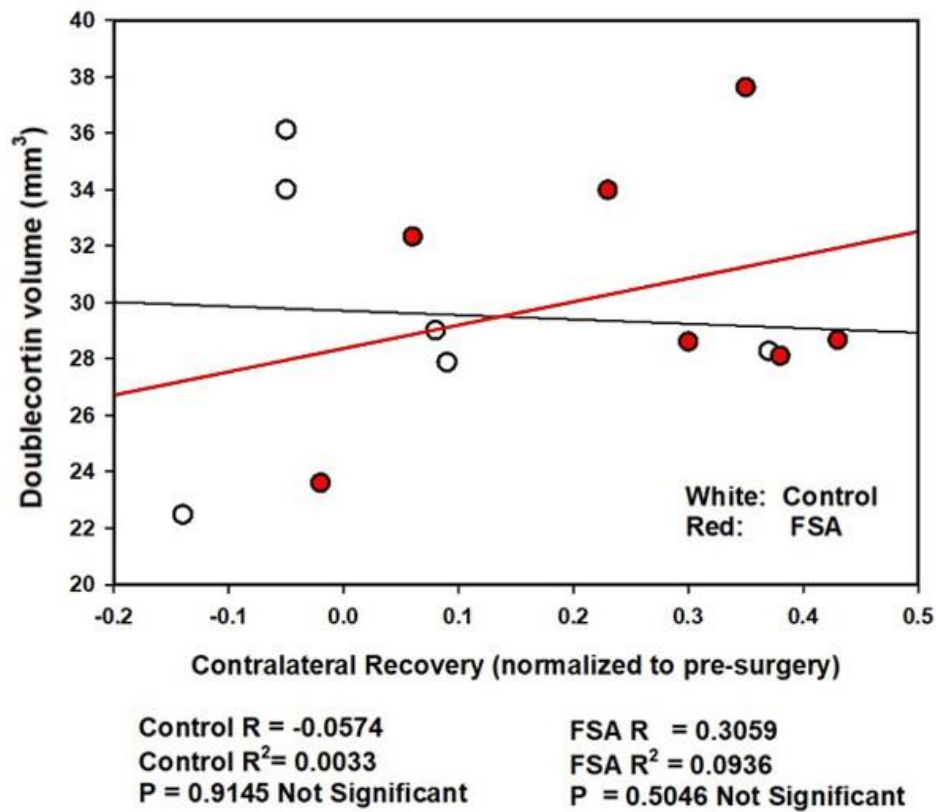 40
38
36
34
32
30
28
26
24
22
20
Doublecortin volume (mm³)
White: Control
Red: FSA
-0.2 -0.1 0.0 0.1 0.2 0.3 0.4 0.5
Contralateral Recovery (normalized to pre-surgery)
Control R = -0.0574
Control R²= 0.0033
P = 0.9145 Not Significant
FSA R = 0.3059
FSA R² = 0.0936
P = 0.5046 Not Significant